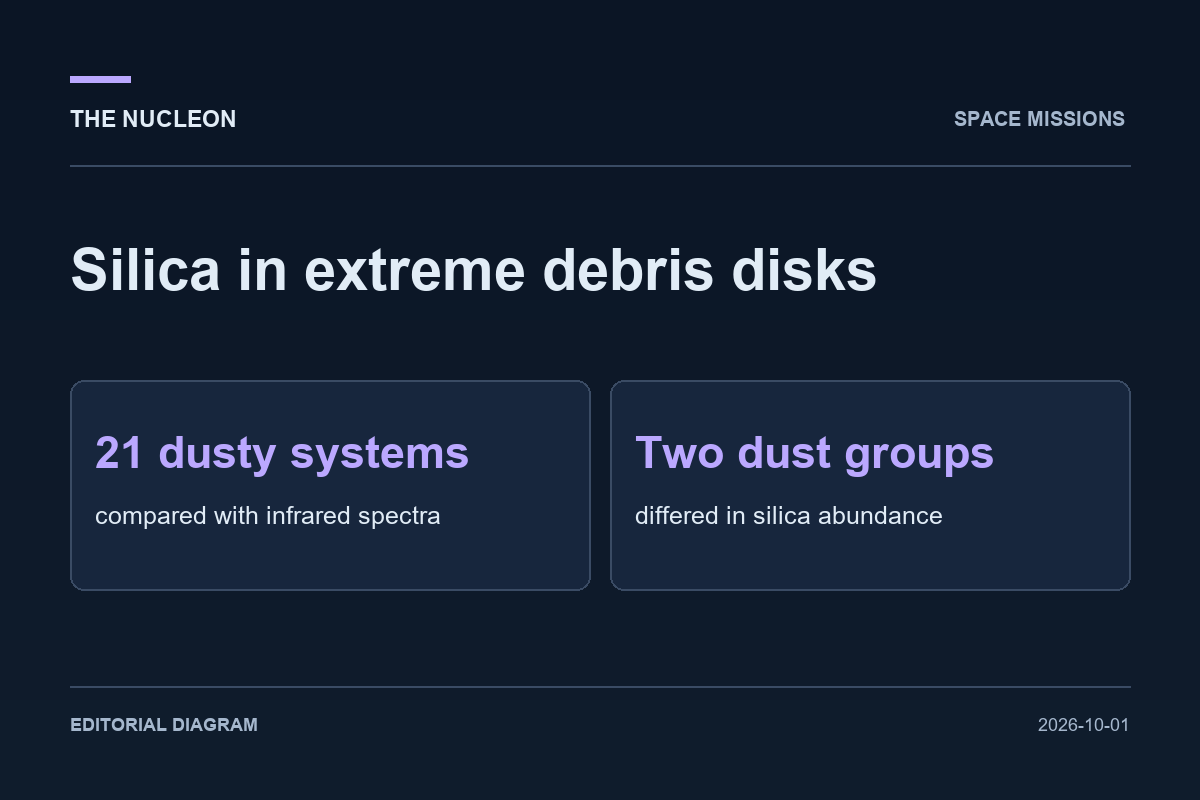 THE NUCLEON
SPACE MISSIONS
Silica in extreme debris disks
21 dusty systems
compared with infrared spectra
Two dust groups
differed in silica abundance
EDITORIAL DIAGRAM
2026-10-01